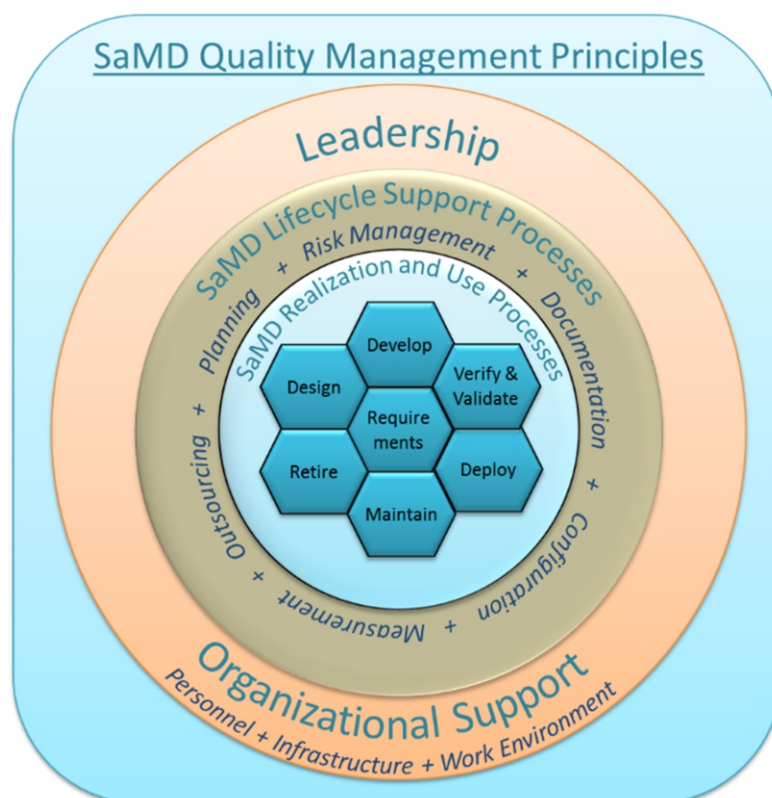 SaMD Quality Management Principles
Leadership
SaMD Lifecycle Support Processes
Planning + Risk Management + Documentation + Configuration + Measurement + Outsourcing +
SaMD Realization and Use Processes
Develop
Design
Verify &
Validate
Require
ments
Retire
Deploy
Maintain
Organizational Support
Personnel + Infrastructure + Work Environment